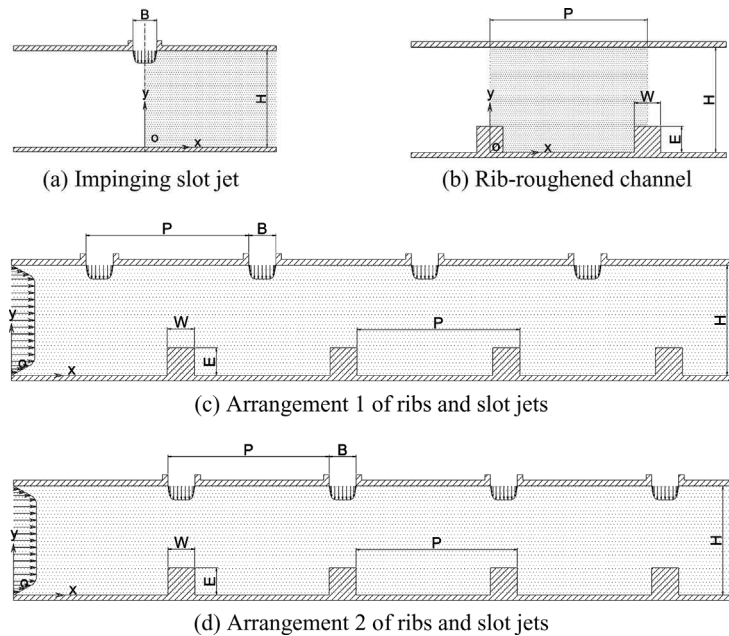 B
H
y
o
x
(a) Impinging slot jet
P
W
H
y
E
o
x
(b) Rib-roughened channel
P
B
W
P
H
y
E
o
x
(c) Arrangement 1 of ribs and slot jets
P
B
W
P
H
y
E
o
x
(d) Arrangement 2 of ribs and slot jets